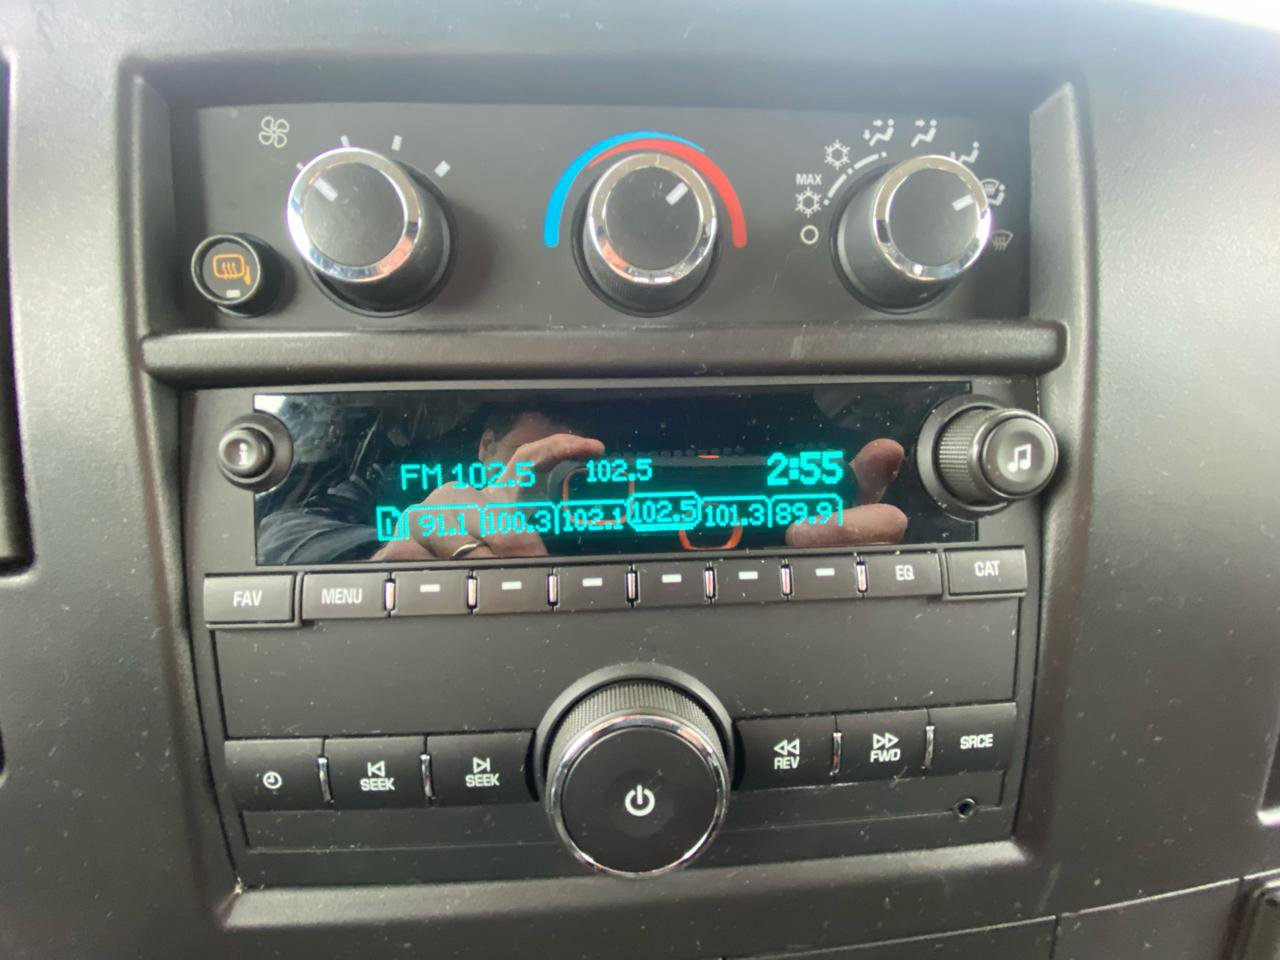 MAX
FM 102.5 102.5 2:55
91.1 100.3 102.1 102.5 101.3 89.9
FAV MENU EQ CAT
SEEK SEEK REV FWD SRCE